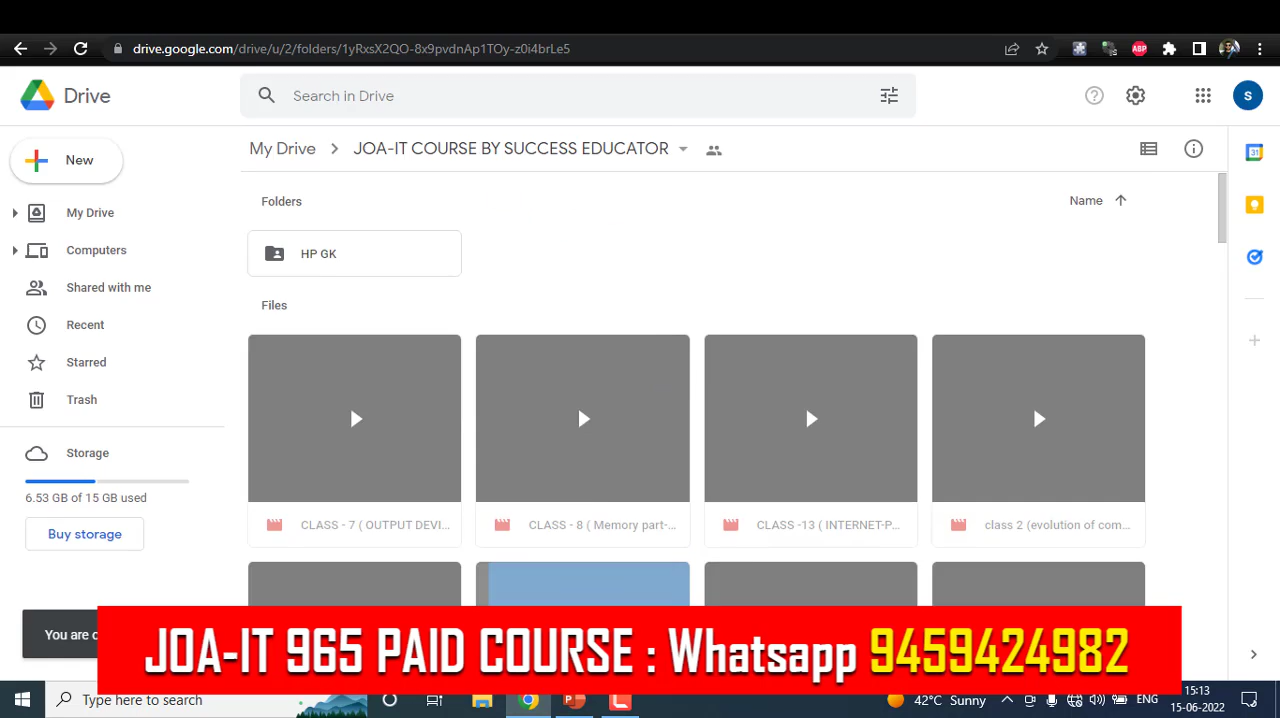 drive.google.com/drive/u/2/folders/1yRxsX2QO-8x9pvdnAp1TOy-z0i4brLe5
ABP
Drive
Search in Drive
S
New
My Drive
Computers
Shared with me
Recent
Starred
Trash
Storage
6.53 GB of 15 GB used
Buy storage
My Drive > JOA-IT COURSE BY SUCCESS EDUCATOR
Folders
Name
HP GK
Files
CLASS - 7 ( OUTPUT DEVI...
CLASS - 8 ( Memory part-...
CLASS -13 ( INTERNET-P...
class 2 (evolution of com...
31
You are
JOA-IT 965 PAID COURSE : Whatsapp 9459424982
Type here to search
42°C Sunny
ENG
15:13
15-06-2022